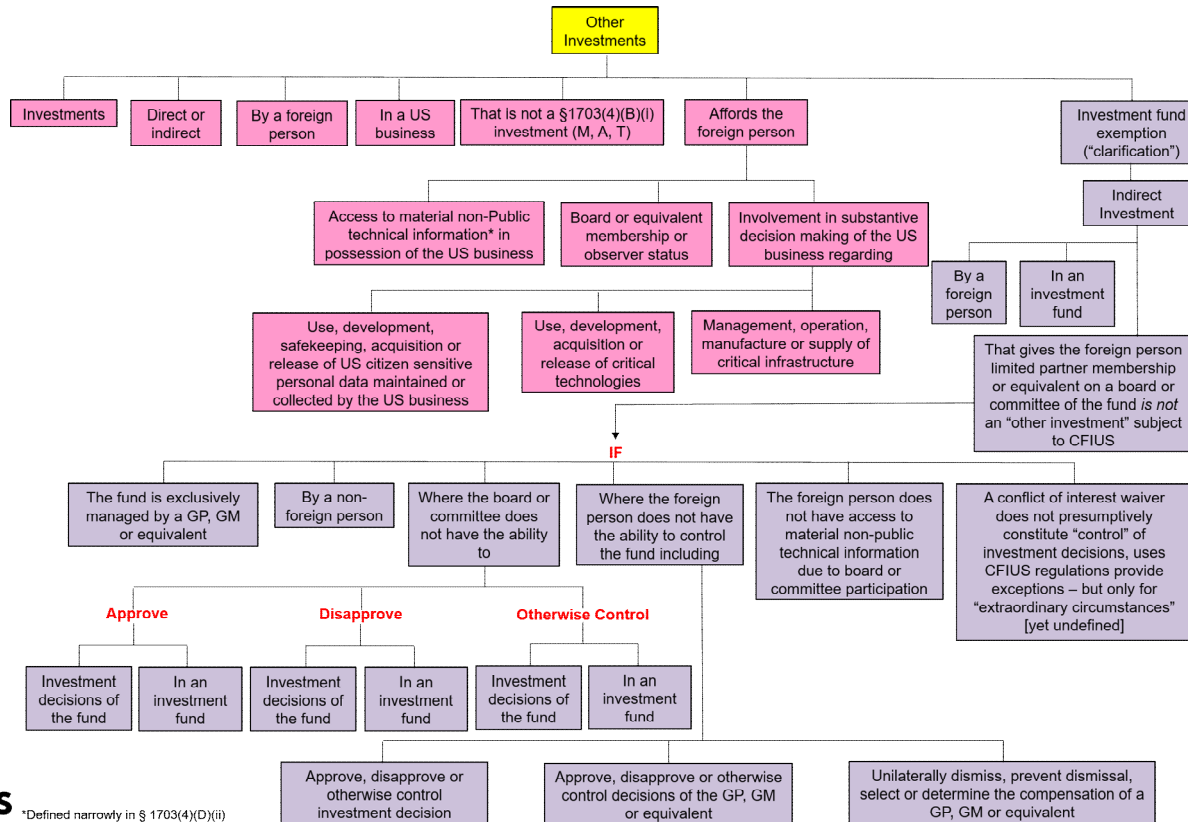 Other
Investments
Investments
Direct or
indirect
By a foreign
person
In a US
business
That is not a §1703(4)(B)(I)
investment (M, A, T)
Affords the
foreign person
Investment fund
exemption
(“clarification”)
Indirect
Investment
Access to material non-Public
technical information* in
possession of the US business
Board or equivalent
membership or
observer status
Involvement in substantive
decision making of the US
business regarding
By a
foreign
person
In an
investment
fund
Use, development,
safekeeping, acquisition or
release of US citizen sensitive
personal data maintained or
collected by the US business
Use, development,
acquisition or
release of critical
technologies
Management, operation,
manufacture or supply of
critical infrastructure
That gives the foreign person
limited partner membership
or equivalent on a board or
committee of the fund is not
an “other investment” subject
to CFIUS
IF
The fund is exclusively
managed by a GP, GM
or equivalent
By a non-
foreign person
Where the board or
committee does
not have the ability
to
Where the foreign
person does not have
the ability to control
the fund including
The foreign person does
not have access to
material non-public
technical information
due to board or
committee participation
A conflict of interest waiver
does not presumptively
constitute “control” of
investment decisions, uses
CFIUS regulations provide
exceptions – but only for
“extraordinary circumstances”
[yet undefined]
Approve
Disapprove
Otherwise Control
Investment
decisions of
the fund
In an
investment
fund
Investment
decisions of
the fund
In an
investment
fund
Investment
decisions of
the fund
In an
investment
fund
Approve, disapprove or
otherwise control
investment decision
Approve, disapprove or otherwise
control decisions of the GP, GM
or equivalent
Unilaterally dismiss, prevent dismissal,
select or determine the compensation of a
GP, GM or equivalent
s
*Defined narrowly in § 1703(4)(D)(ii)